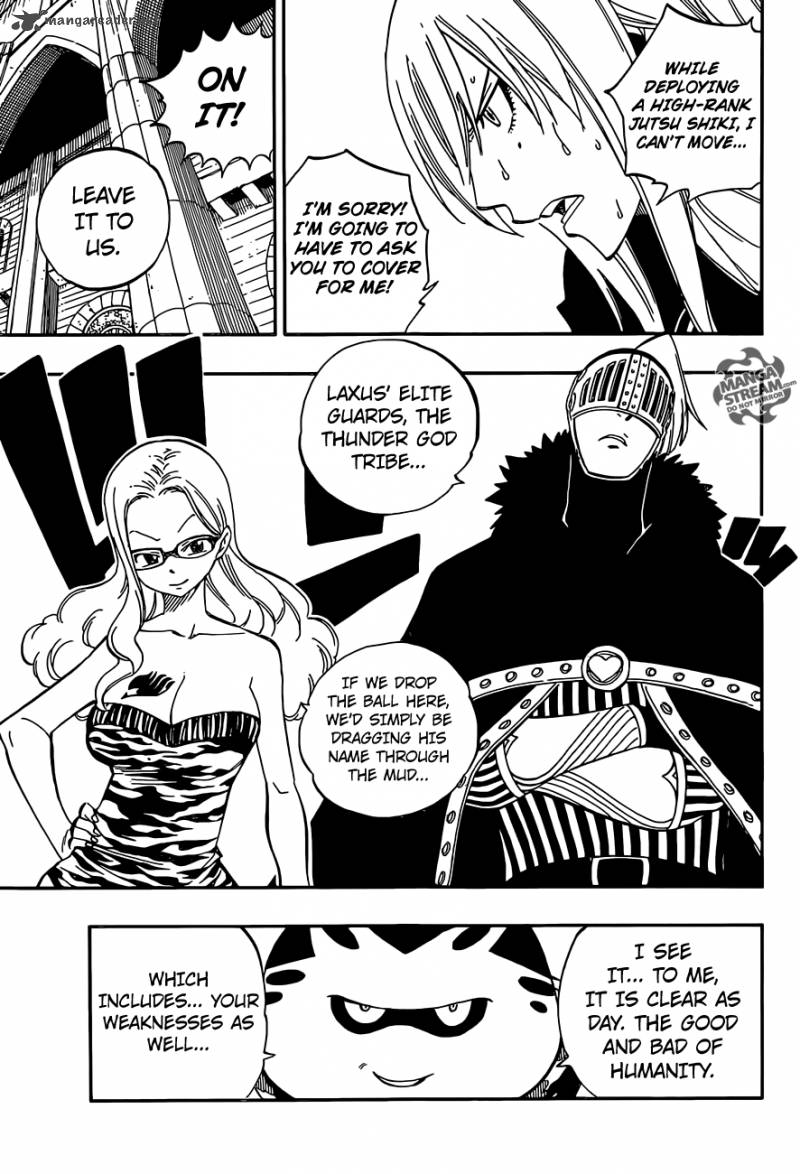 WHILE
DEPLOYING
A HIGH-RANK
JUTSU SHIKI, I
CAN'T MOVE...
I'M SORRY!
I'M GOING TO
HAVE TO ASK
YOU TO COVER
FOR ME!
ON
IT!
LEAVE
IT TO
US.
LAXUS' ELITE
GUARDS, THE
THUNDER GOD
TRIBE...
IF WE DROP
THE BALL HERE,
WE'D SIMPLY BE
DRAGGING HIS
NAME THROUGH
THE MUD...
I SEE
IT... TO ME,
IT IS CLEAR AS
DAY. THE GOOD
AND BAD OF
HUMANITY.
WHICH
INCLUDES... YOUR
WEAKNESSES AS
WELL...
MANGA
STREAM.com
DO NOT MIRROR